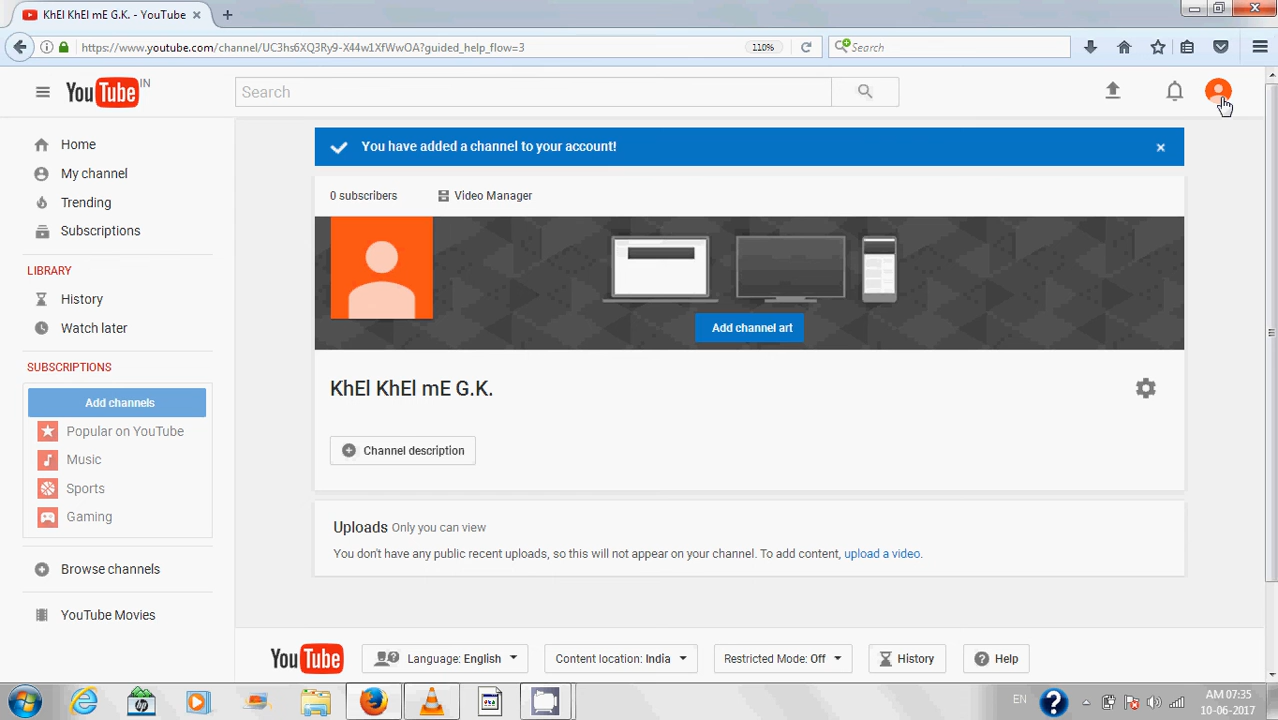 KhEl KhEl mE G.K. - YouTube
https://www.youtube.com/channel/UC3hs6XQ3Ry9-X44w1XfWwOA?guided_help_flow=3
110%
Search
YouTube IN
Search
Home
My channel
Trending
Subscriptions
LIBRARY
History
Watch later
SUBSCRIPTIONS
Add channels
Popular on YouTube
Music
Sports
Gaming
Browse channels
YouTube Movies
You have added a channel to your account!
0 subscribers Video Manager
Add channel art
KhEl KhEl mE G.K.
Channel description
Uploads Only you can view
You don't have any public recent uploads, so this will not appear on your channel. To add content, upload a video.
YouTube Language: English Content location: India Restricted Mode: Off History Help
EN
AM 07:35
10-06-2017